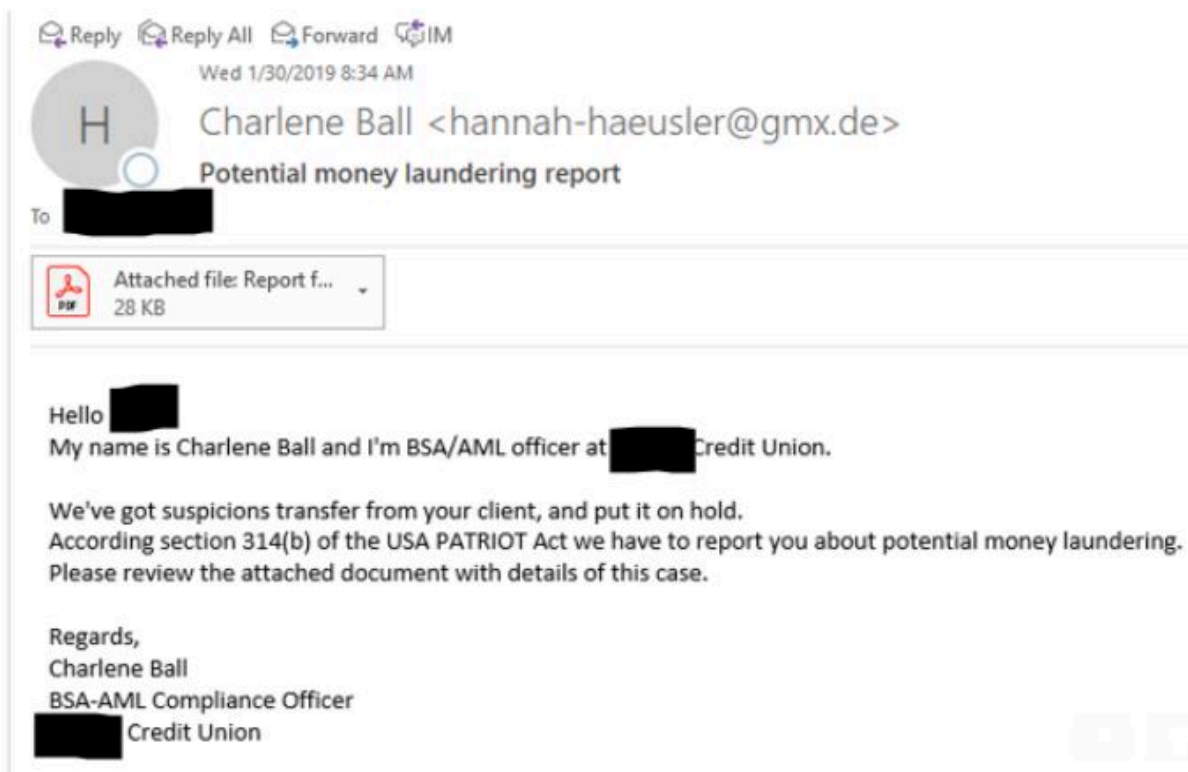 Reply Reply All Forward IM
Wed 1/30/2019 8:34 AM
H
Charlene Ball <hannah-haeusler@gmx.de>
Potential money laundering report
To
Attached file: Report f...
PDF
28 KB
Hello
My name is Charlene Ball and I'm BSA/AML officer at Credit Union.
We've got suspicions transfer from your client, and put it on hold.
According section 314(b) of the USA PATRIOT Act we have to report you about potential money laundering.
Please review the attached document with details of this case.
Regards,
Charlene Ball
BSA-AML Compliance Officer
Credit Union